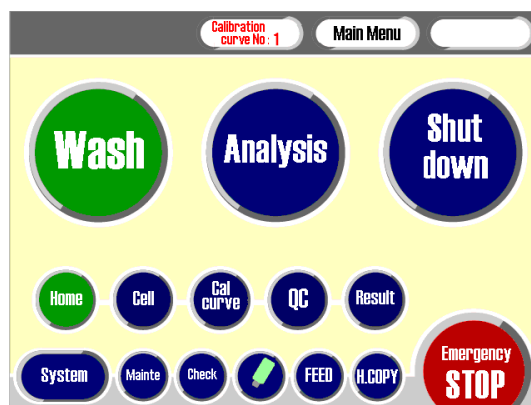 Calibration
curve No: 1
Main Menu
Wash
Analysis
Shut
down
Home
Cell
Cal
curve
QC
Result
System
Mainte
Check
FEED
H.COPY
Emergency
STOP